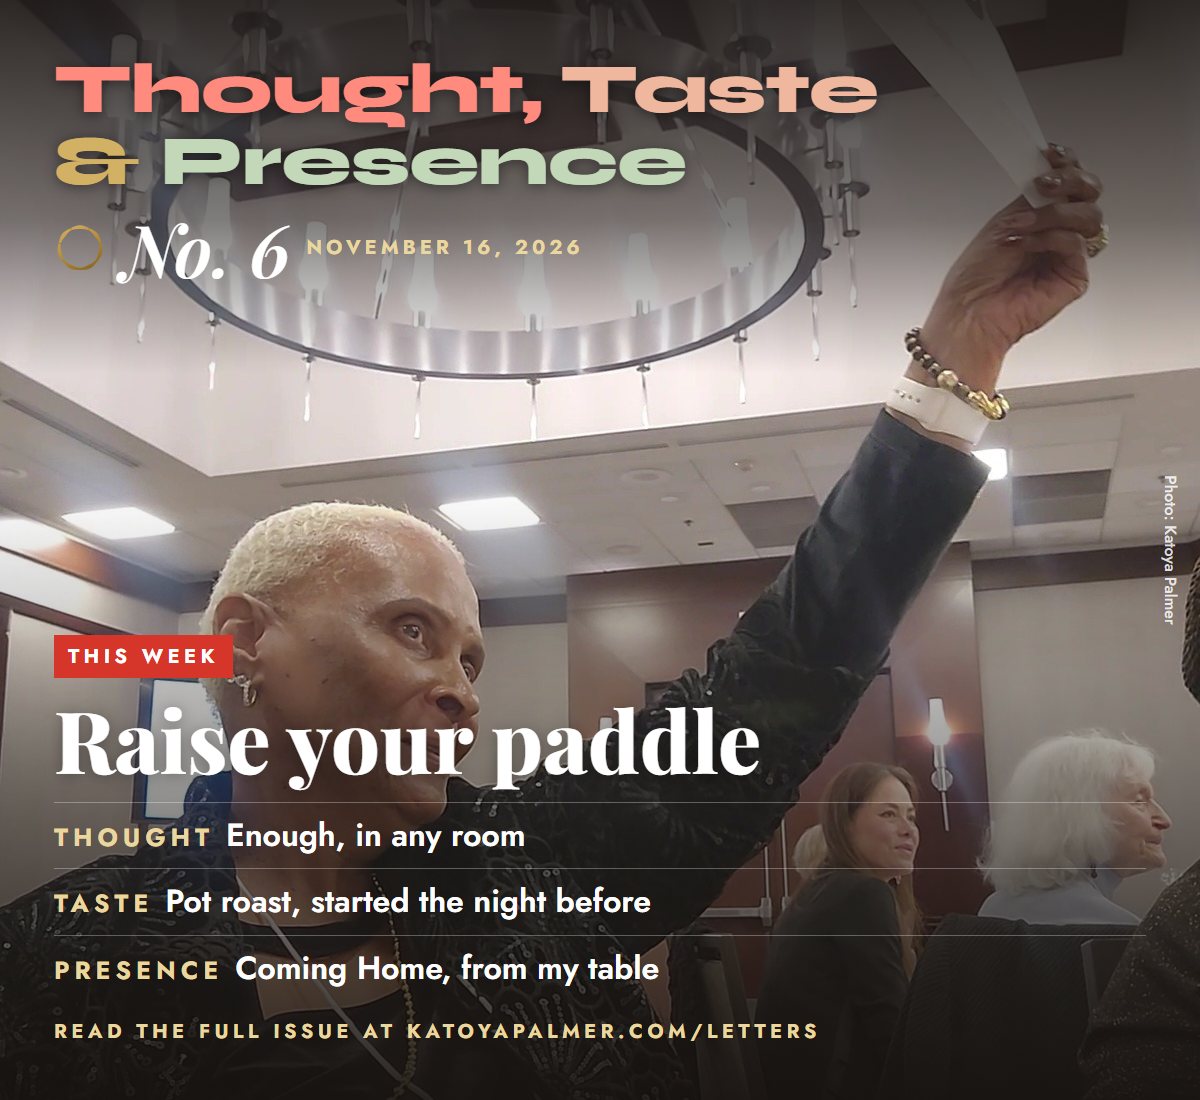 Thought, Taste
& Presence
No. 6 NOVEMBER 16, 2026
Photo: Katoya Palmer
THIS WEEK
Raise your paddle
THOUGHT Enough, in any room
TASTE Pot roast, started the night before
PRESENCE Coming Home, from my table
READ THE FULL ISSUE AT KATOYAPALMER.COM/LETTERS